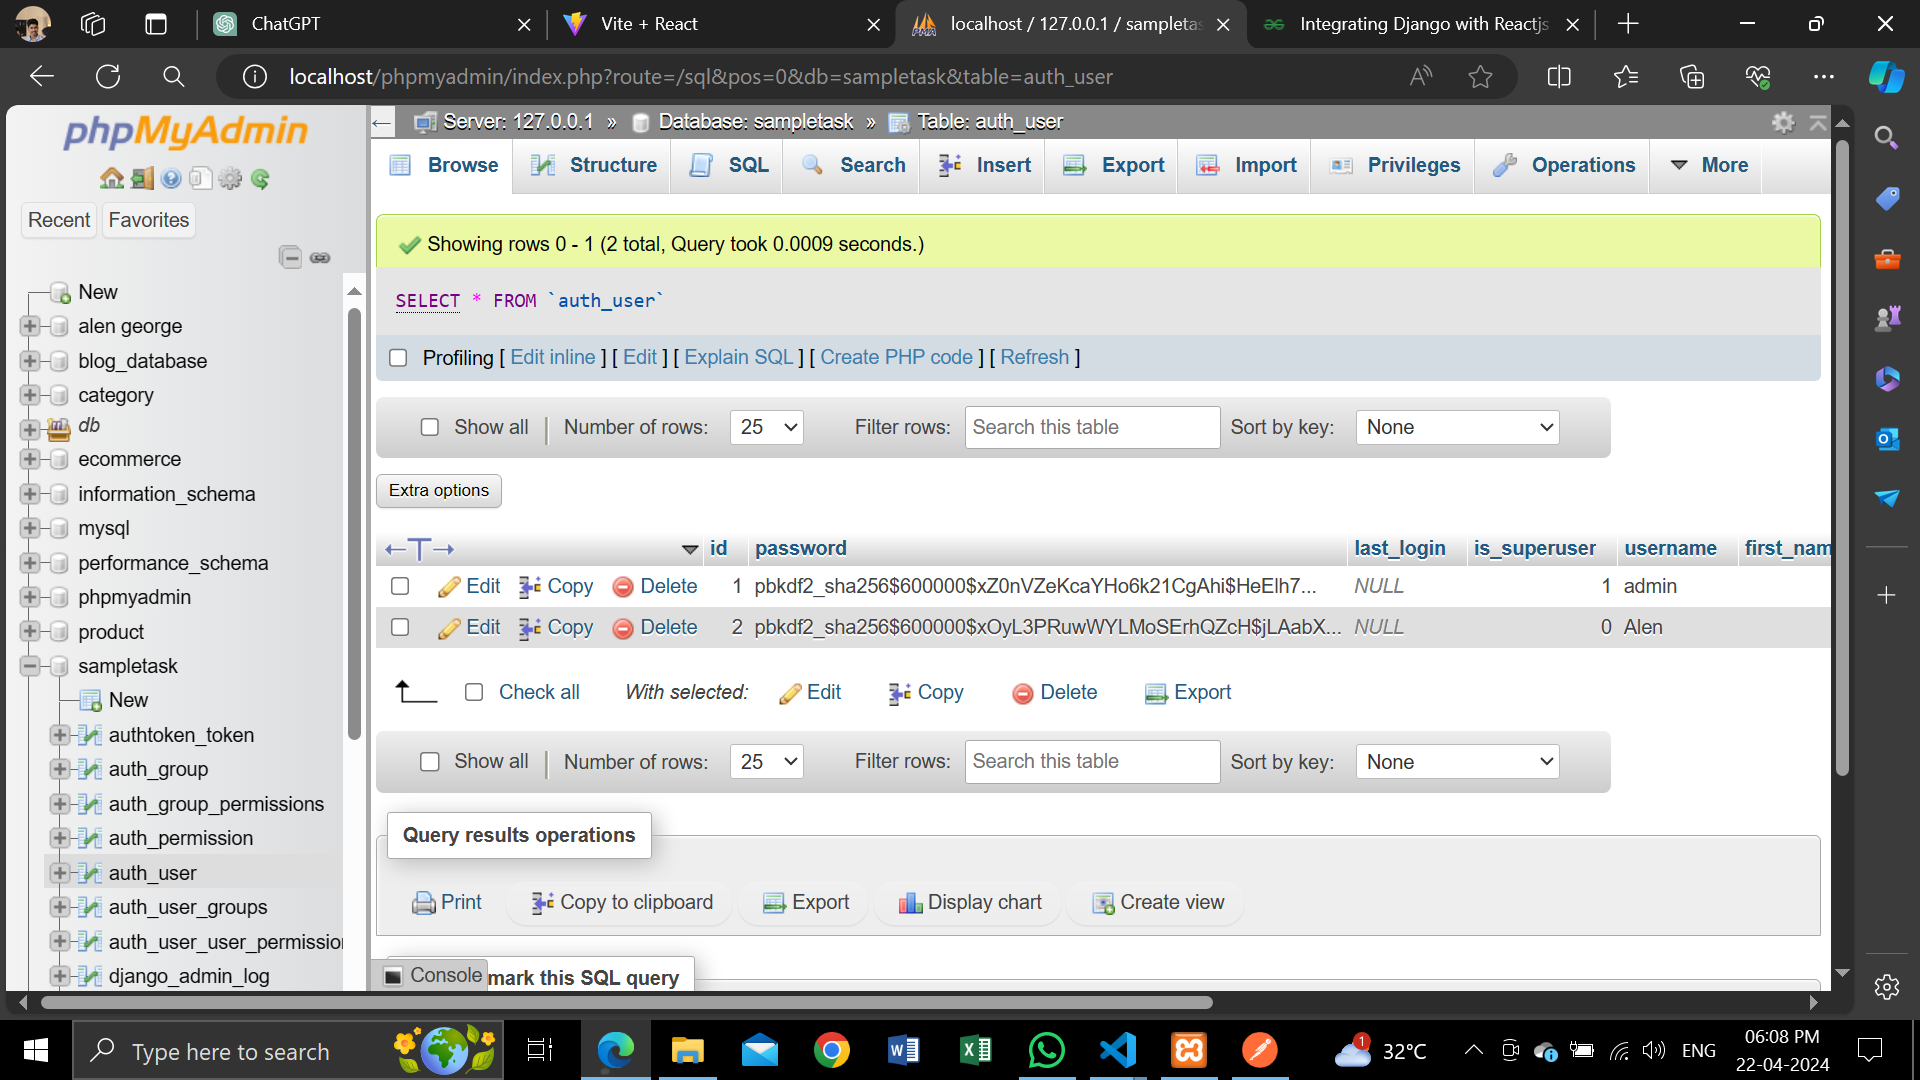 ChatGPT
Vite + React
localhost / 127.0.0.1 / sampletas
Integrating Django with Reactjs
localhost/phpmyadmin/index.php?route=/sql&pos=0&db=sampletask&table=auth_user
phpMyAdmin
Recent
Favorites
New
alen george
blog_database
category
db
ecommerce
information_schema
mysql
performance_schema
phpmyadmin
product
sampletask
New
authtoken_token
auth_group
auth_group_permissions
auth_permission
auth_user
auth_user_groups
auth_user_user_permission
django_admin_log
Server: 127.0.0.1 » Database: sampletask » Table: auth_user
Browse Structure SQL Search Insert Export Import Privileges Operations More
Showing rows 0 - 1 (2 total, Query took 0.0009 seconds.)
SELECT * FROM `auth_user`
Profiling [ Edit inline ] [ Edit ] [ Explain SQL ] [ Create PHP code ] [ Refresh ]
Show all | Number of rows: 25 Filter rows: Search this table Sort by key: None
Extra options
id password last_login is_superuser username first_nam
Edit Copy Delete 1 pbkdf2_sha256$600000$xZ0nVZeKcaYHo6k21CgAhi$HeElh7... NULL 1 admin
Edit Copy Delete 2 pbkdf2_sha256$600000$xOyL3PRuwWYLMoSErhQZcH$jLAabX... NULL 0 Alen
Check all With selected: Edit Copy Delete Export
Show all | Number of rows: 25 Filter rows: Search this table Sort by key: None
Query results operations
Print Copy to clipboard Export Display chart Create view
Console
mark this SQL query
Type here to search
1
32°C
ENG
06:08 PM
22-04-2024